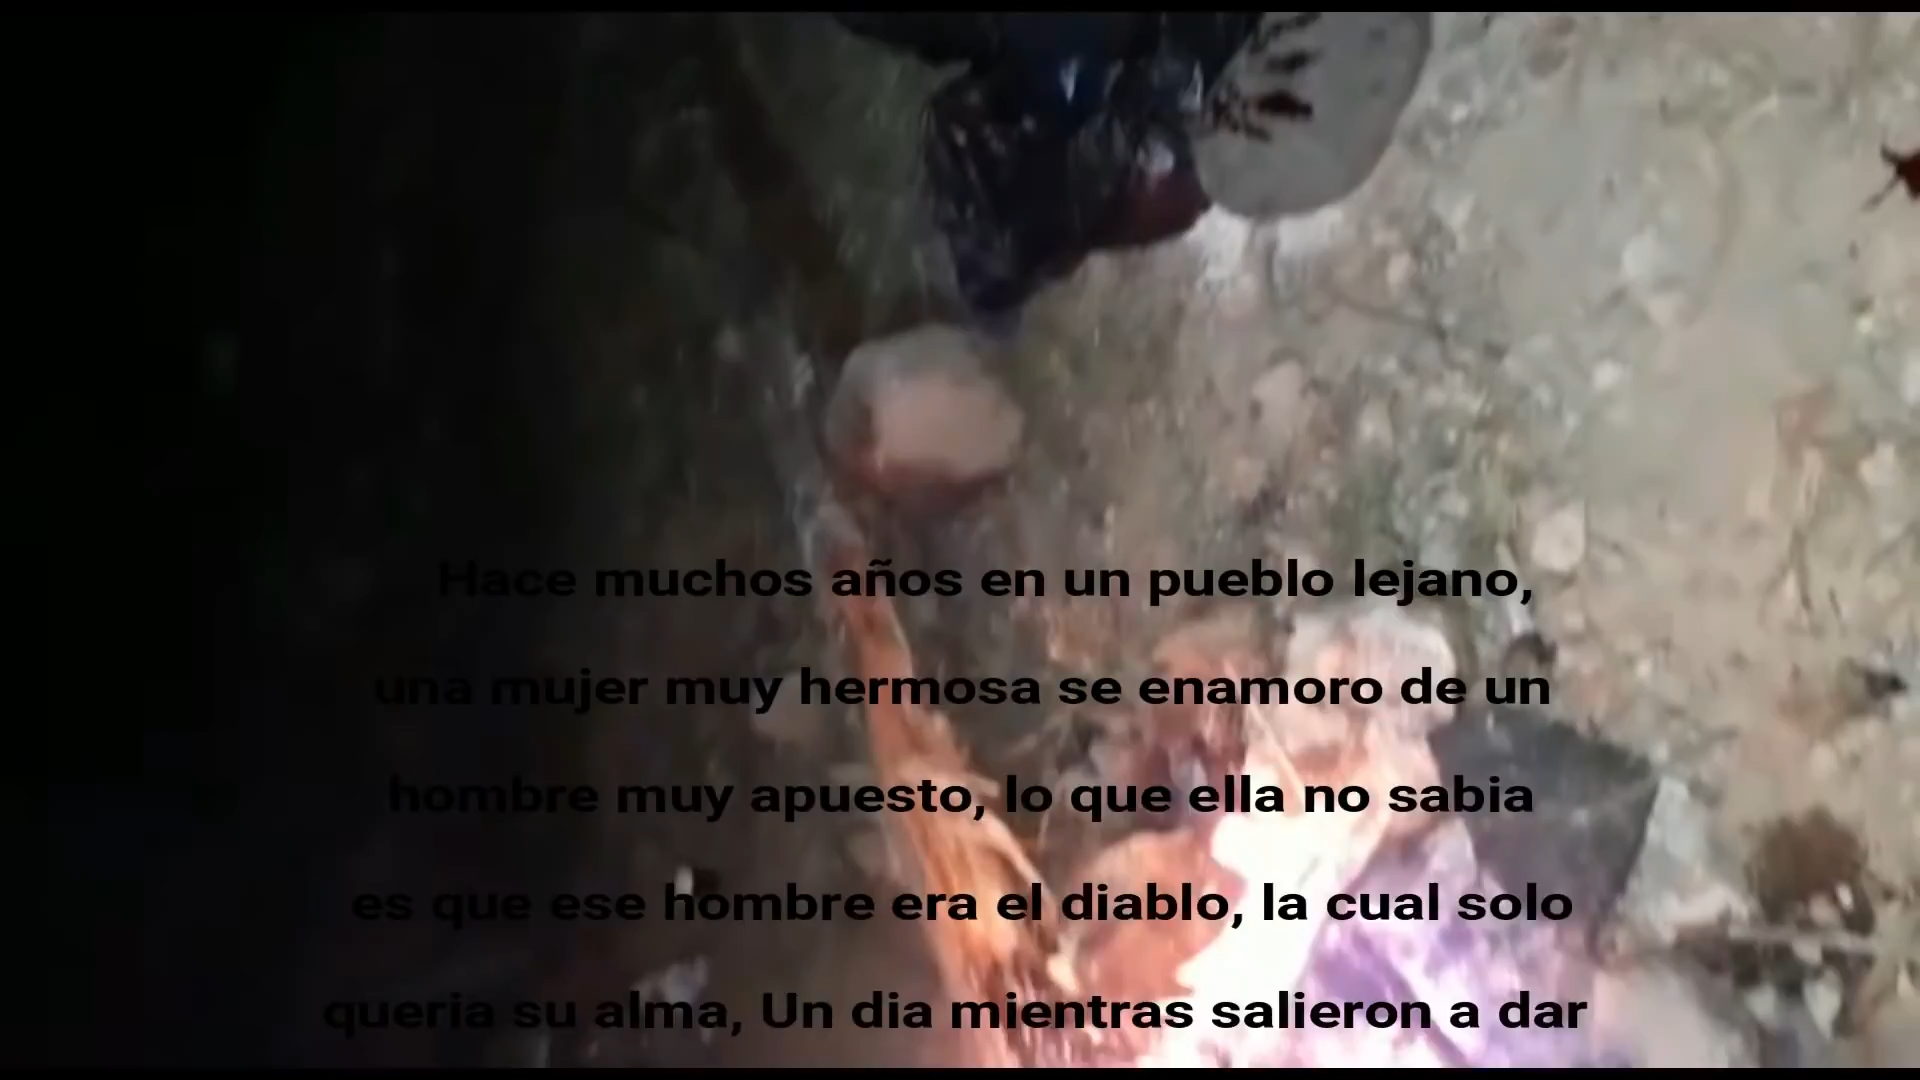 Hace muchos años en un pueblo lejano,
una mujer muy hermosa se enamoro de un
hombre muy apuesto, lo que ella no sabia
es que ese hombre era el diablo, la cual solo
queria su alma, Un dia mientras salieron a dar